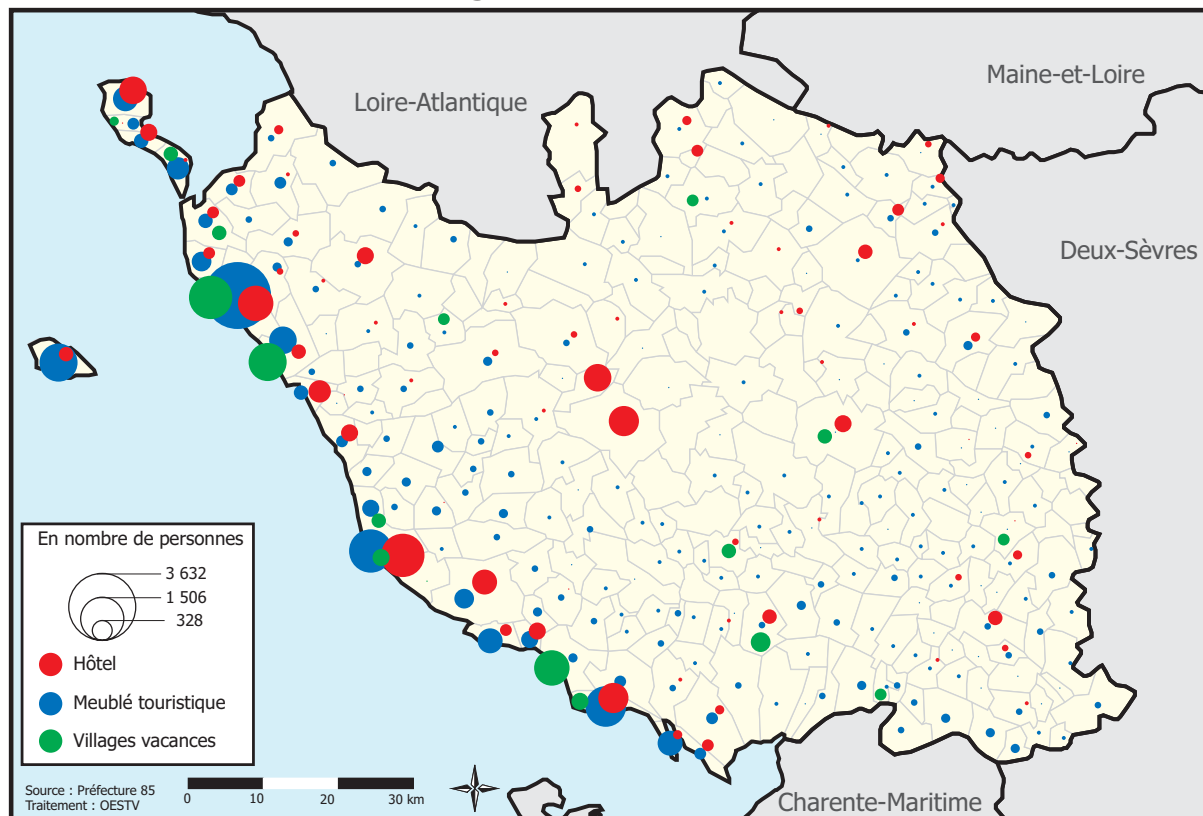 Maine-et-Loire
Loire-Atlantique
Deux-Sèvres
En nombre de personnes
3 632
1 506
328
Hôtel
Meublé touristique
Villages vacances
Source : Préfecture 85
Traitement : OESTV
0 10 20 30 km
Charente-Maritime